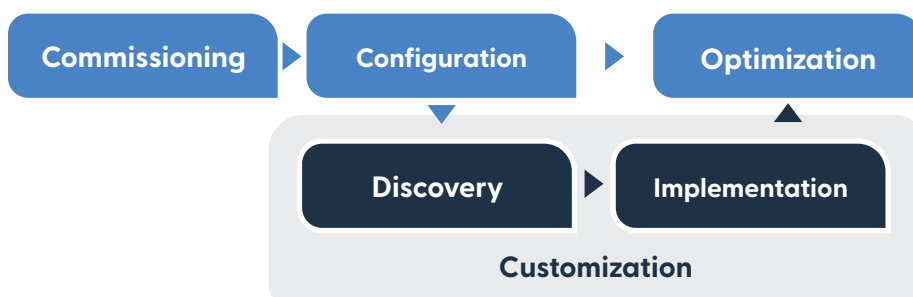 Commissioning
Configuration
Optimization
Discovery
Implementation
Customization